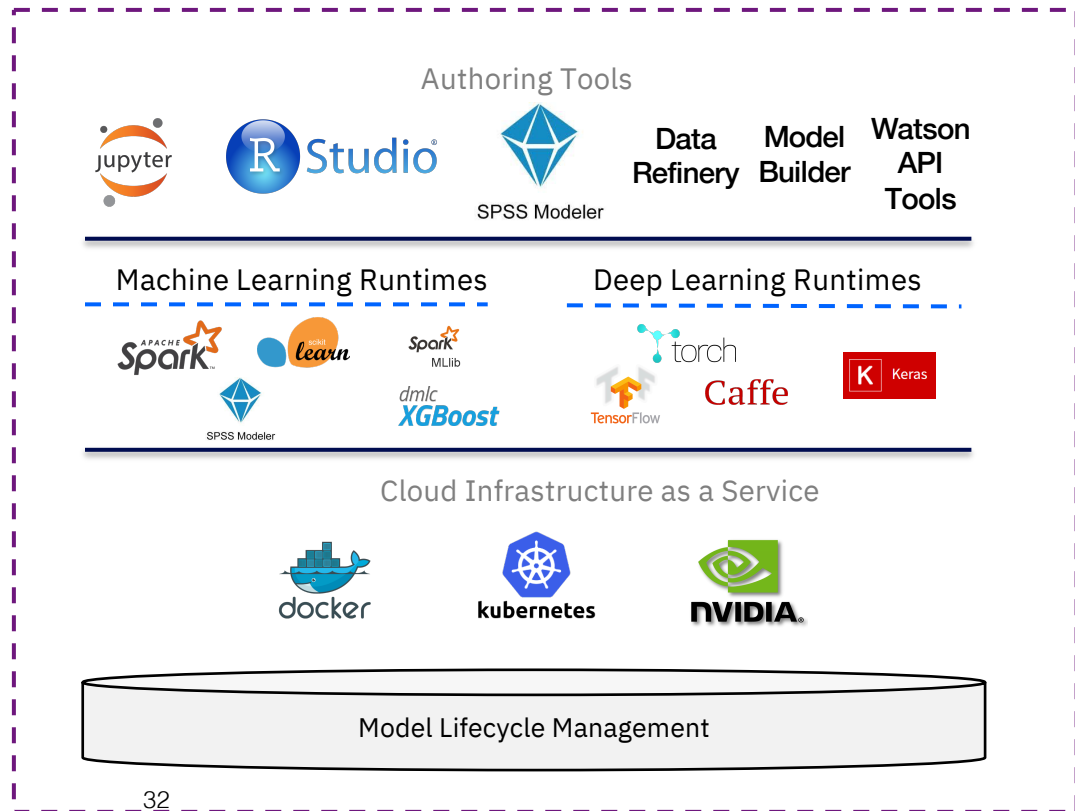 Authoring Tools
jupyter
R Studio®
SPSS Modeler
Data
Refinery
Model
Builder
Watson
API
Tools
Machine Learning Runtimes
APACHE
Spark™
scikit
learn
Spark
MLlib
SPSS Modeler
dmlc
XGBoost
Deep Learning Runtimes
torch
TF
TensorFlow
Caffe
K Keras
Cloud Infrastructure as a Service
docker
kubernetes
NVIDIA®
Model Lifecycle Management
32